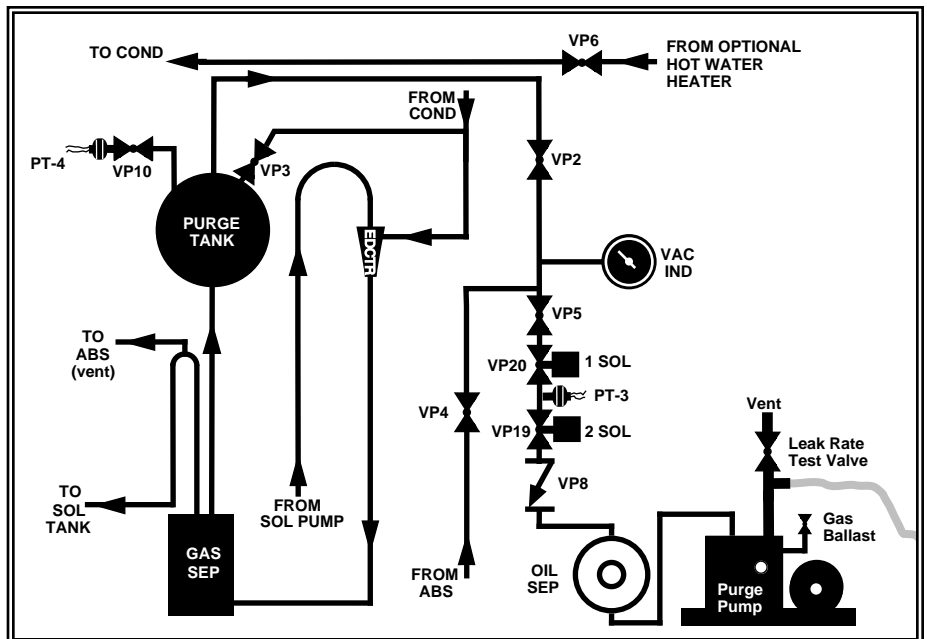 VP6
TO COND
FROM OPTIONAL
HOT WATER
HEATER
FROM
COND
VP2
PT-4
VP10
VP3
PURGE
TANK
EDCTR
VAC
IND
VP5
TO
ABS
(vent)
VP20
1 SOL
PT-3
VP4
VP19
2 SOL
Vent
Leak Rate
Test Valve
VP8
TO
SOL
TANK
FROM
SOL PUMP
Gas
Ballast
GAS
SEP
FROM
ABS
OIL
SEP
Purge
Pump